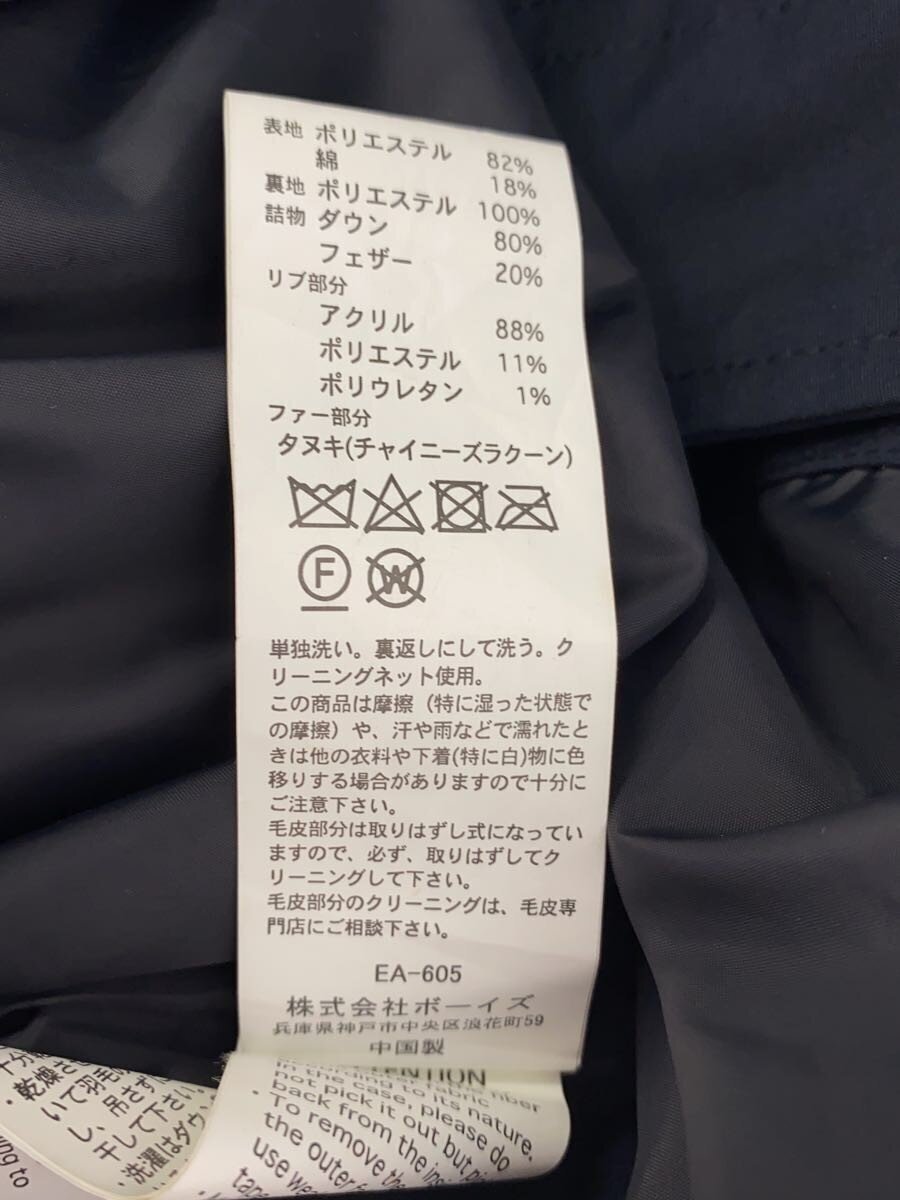 表地 ポリエステル 82%
綿 18%
裏地 ポリエステル 100%
詰物 ダウン 80%
フェザー 20%
リブ部分
アクリル 88%
ポリエステル 11%
ポリウレタン 1%
ファー部分
タヌキ(チャイニーズラクーン)
F W
単独洗い。裏返しにして洗う。ク
リーニングネット使用。
この商品は摩擦（特に湿った状態で
の摩擦）や、汗や雨などで濡れたと
きは他の衣料や下着(特に白)物に色
移りする場合がありますので十分に
ご注意下さい。
毛皮部分は取りはずし式になってい
ますので、必ず、取りはずしてク
リーニングして下さい。
毛皮部分のクリーニングは、毛皮専
門店にご相談下さい。
EA-605
株式会社ボーイズ
兵庫県神戸市中央区浪花町59
中国製
TENTION
in the case, please do
not pick it out but
back from the
・To remove the
the outer
use